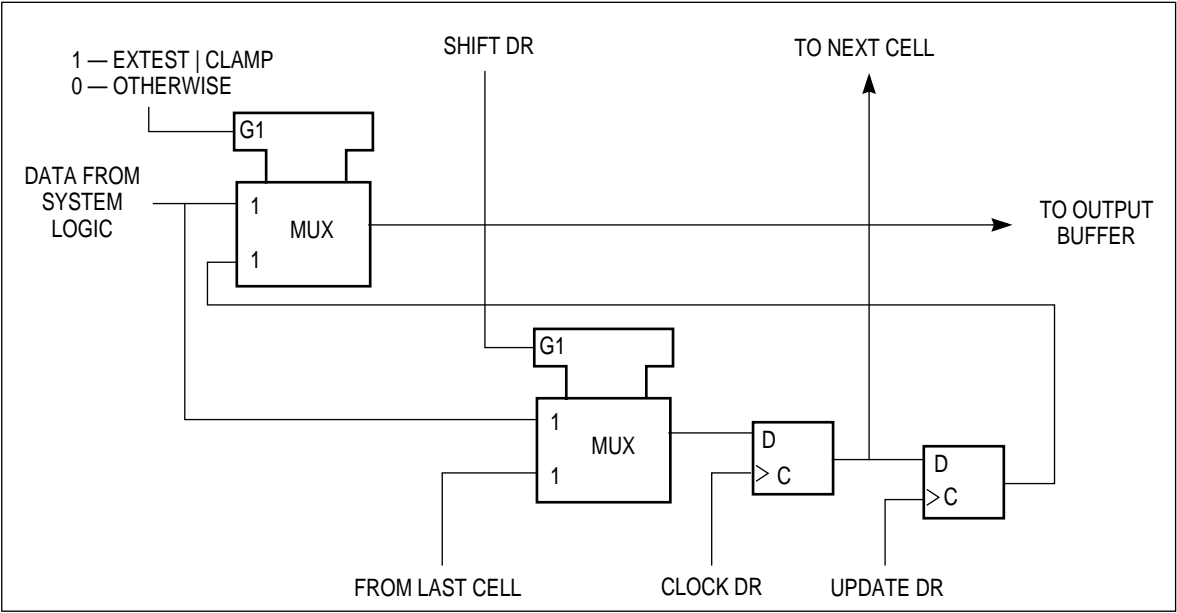 1 — EXTEST | CLAMP
0 — OTHERWISE
SHIFT DR
TO NEXT CELL
G1
DATA FROM
SYSTEM
LOGIC
1
MUX
1
TO OUTPUT
BUFFER
G1
1
MUX
1
D
C
D
C
FROM LAST CELL
CLOCK DR
UPDATE DR